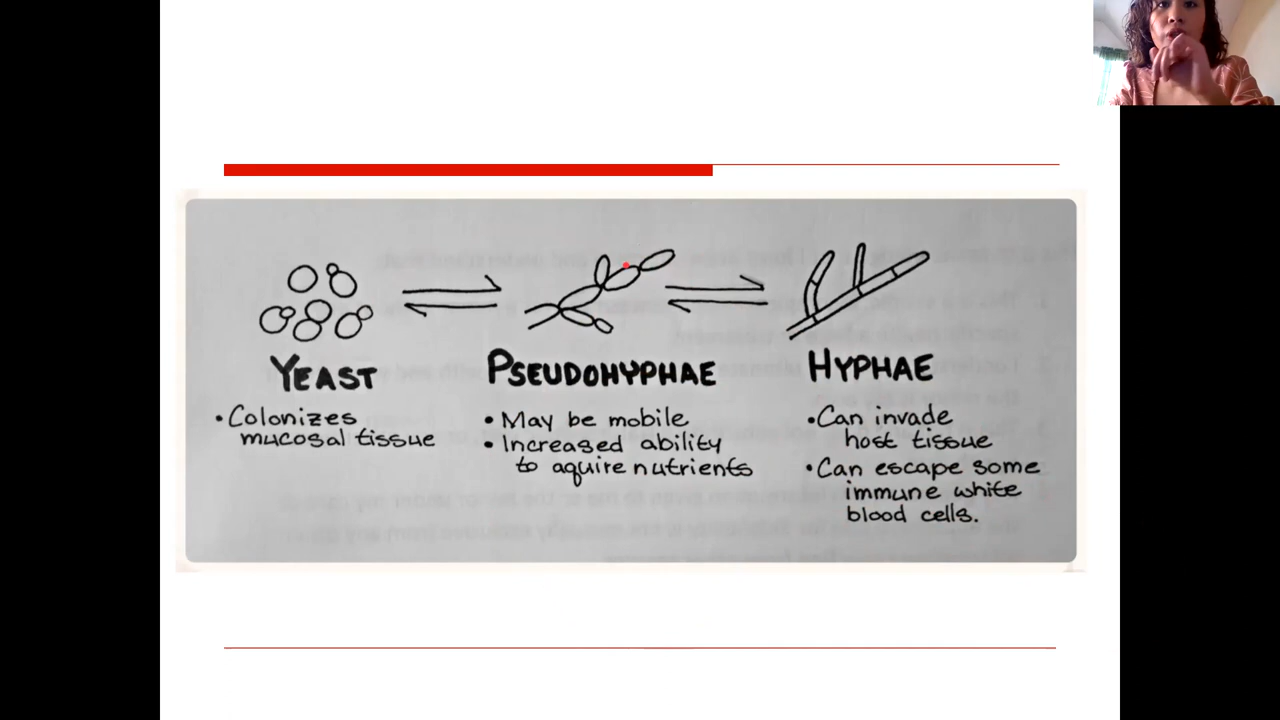 YEAST
• Colonizes
mucosal tissue
PSEUDOHYPHAE
• May be mobile
• Increased ability
to aquire nutrients
HYPHAE
• Can invade
host tissue
• Can escape some
immune white
blood cells.